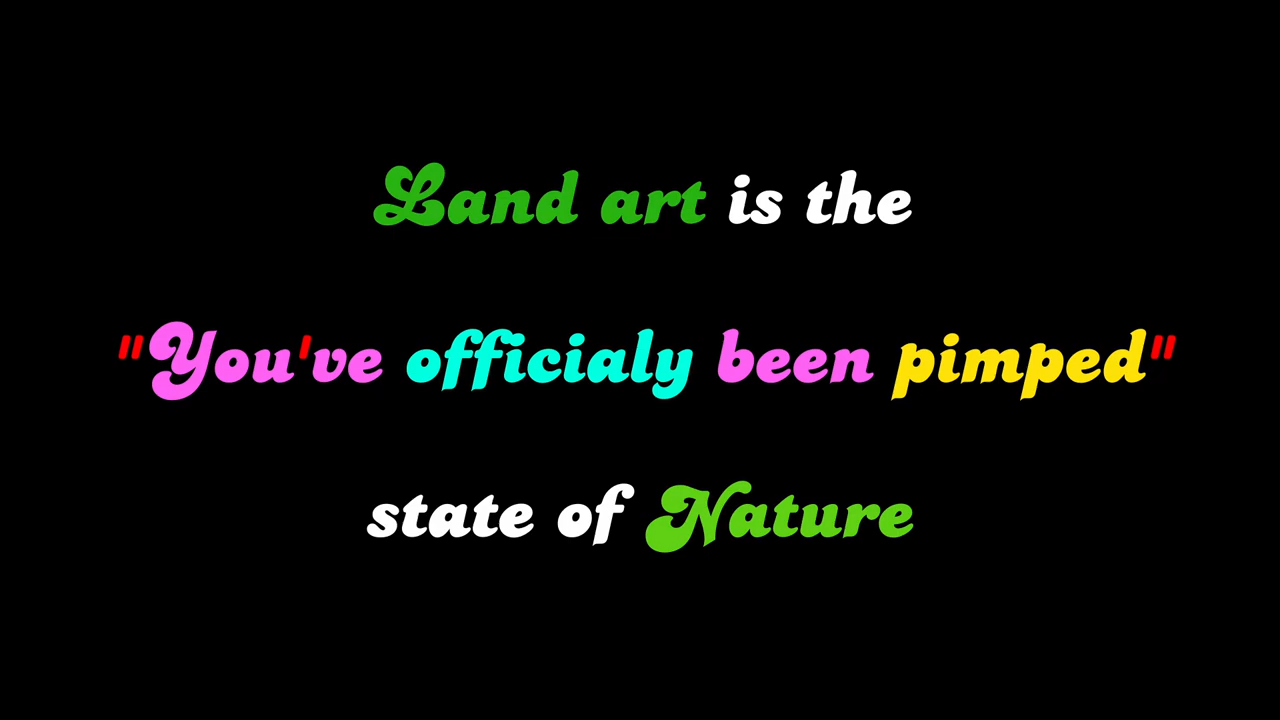 Land art is the
"You've officialy been pimped"
state of Nature